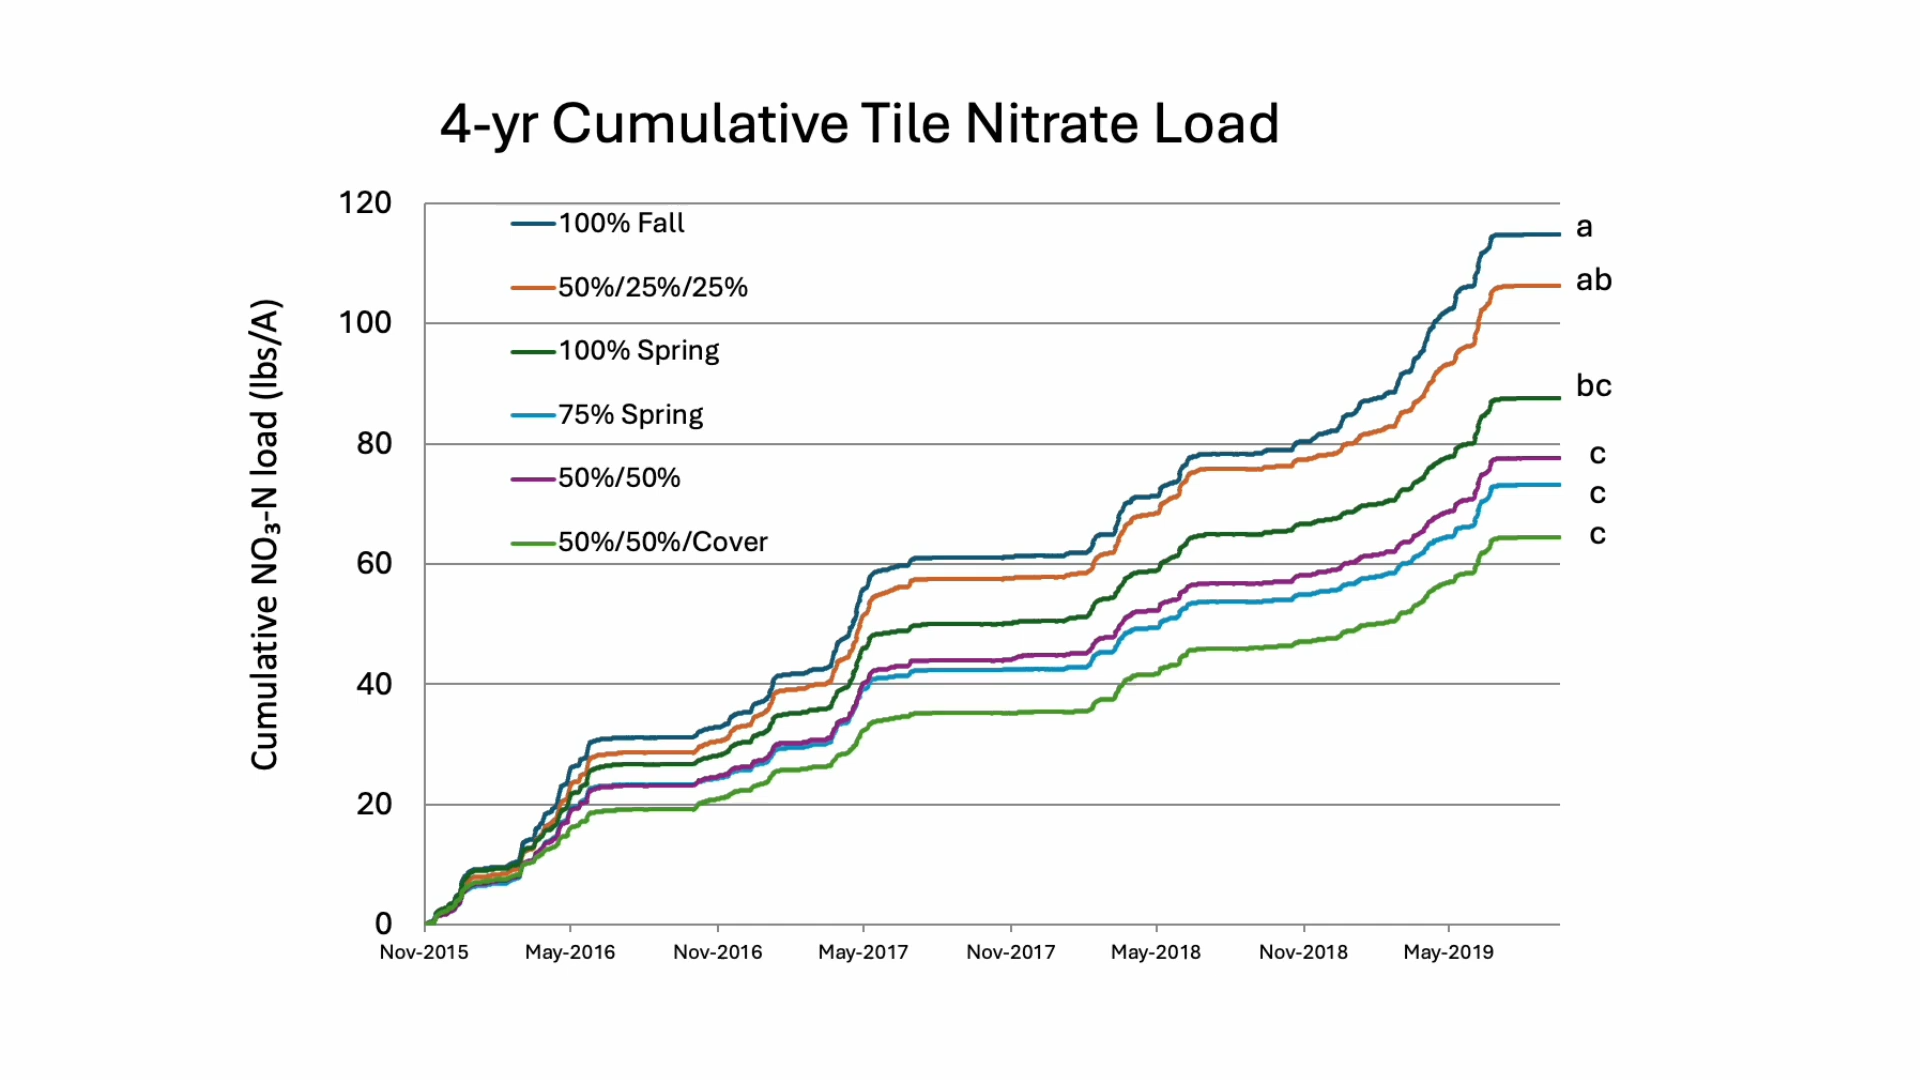 4-yr Cumulative Tile Nitrate Load
Cumulative NO₃-N load (lbs/A)
120
100
80
60
40
20
0
100% Fall
50%/25%/25%
100% Spring
75% Spring
50%/50%
50%/50%/Cover
a
ab
bc
c
c
c
Nov-2015 May-2016 Nov-2016 May-2017 Nov-2017 May-2018 Nov-2018 May-2019